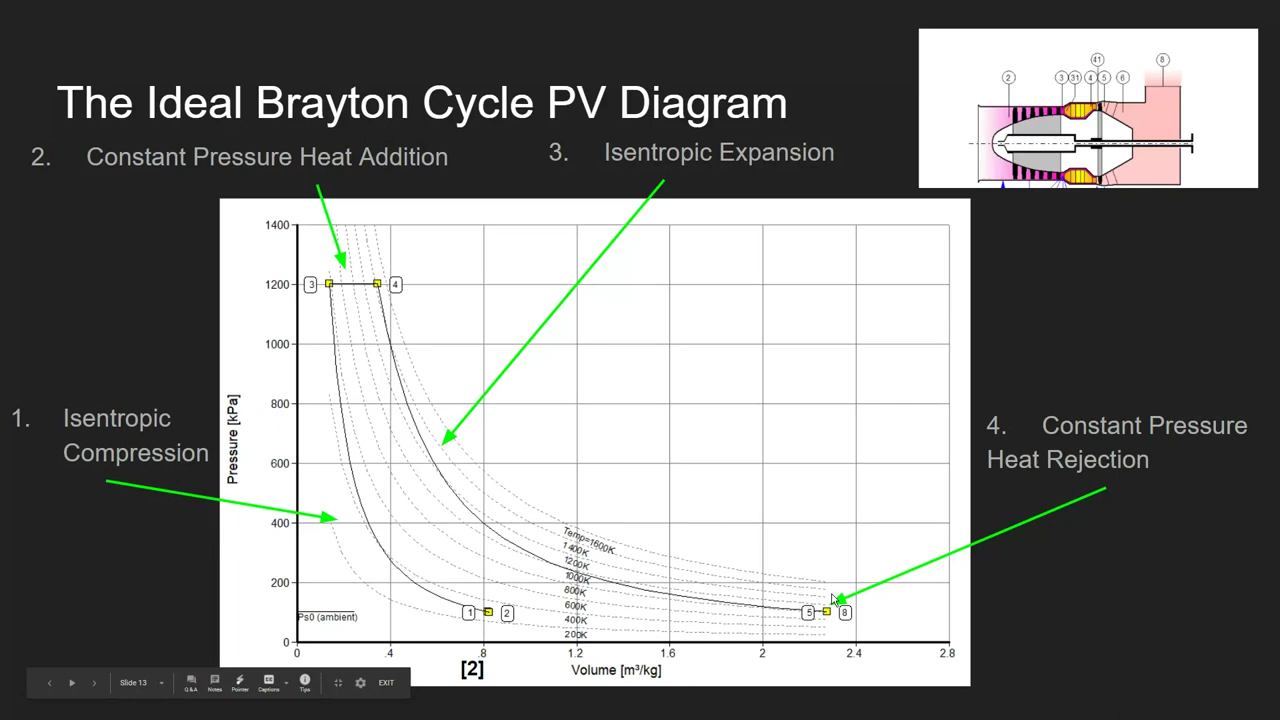 The Ideal Brayton Cycle PV Diagram
2. Constant Pressure Heat Addition
3. Isentropic Expansion
2 3 31 4 41 5 6 8
1400
1200
1000
800
600
400
200
0
Pressure [kPa]
3 4
1. Isentropic
Compression
4. Constant Pressure
Heat Rejection
Temp=1600K
1400K
1200K
1000K
800K
600K
400K
200K
1 2
5 8
Ps0 (ambient)
0 .4 .8 1.2 1.6 2 2.4 2.8
[2]
Volume [m³/kg]
Slide 13
Q&A
Notes
Pointer
Captions
Tips
EXIT